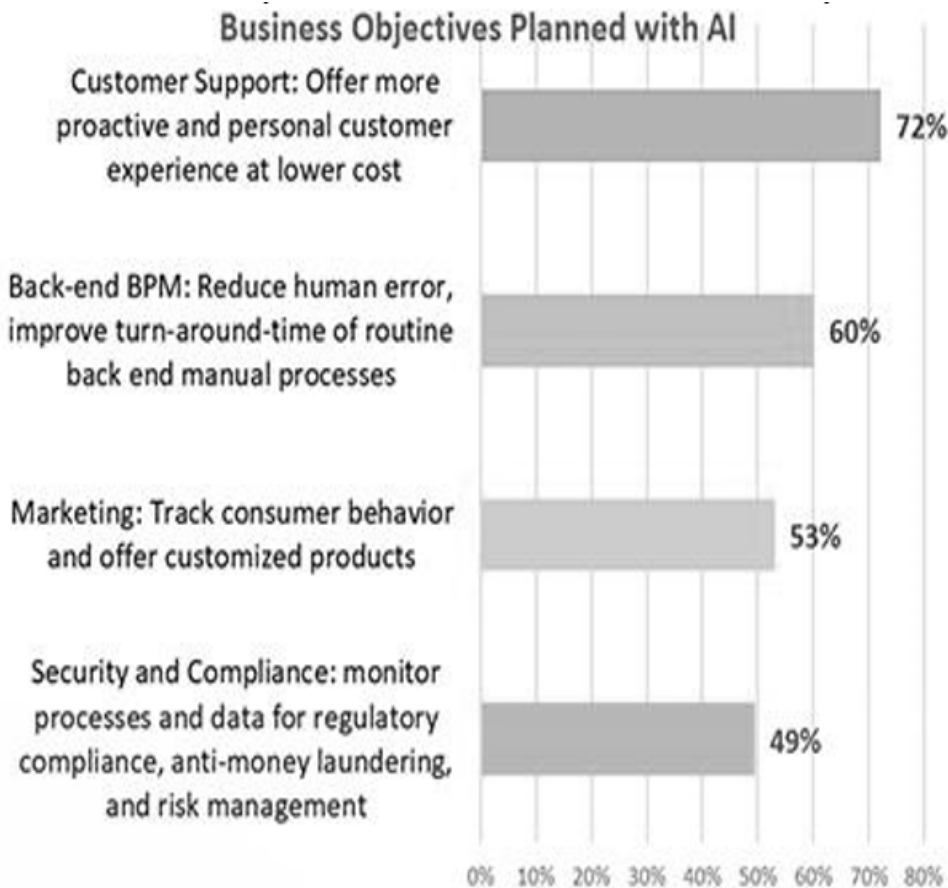 Business Objectives Planned with AI
Customer Support: Offer more
proactive and personal customer
experience at lower cost
72%
Back-end BPM: Reduce human error,
improve turn-around-time of routine
back end manual processes
60%
Marketing: Track consumer behavior
and offer customized products
53%
Security and Compliance: monitor
processes and data for regulatory
compliance, anti-money laundering,
and risk management
49%
0% 10% 20% 30% 40% 50% 60% 70% 80%